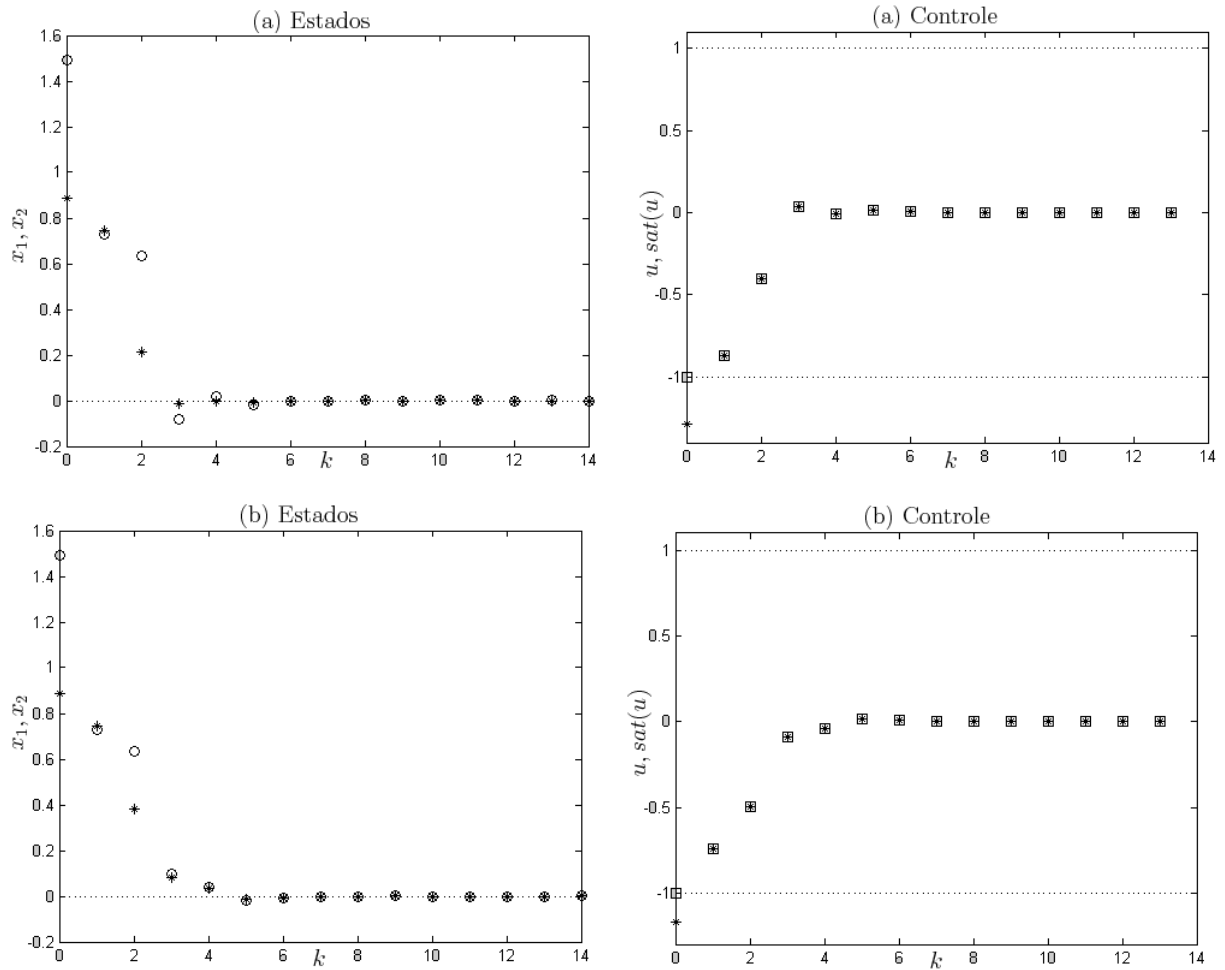 (a) Estados
1.6
1.4
1.2
1
0.8
0.6
0.4
0.2
0
-0.2
x₁, x₂
0 2 4 6 8 10 12 14
k
(a) Controle
1
0.5
0
-0.5
-1
u, sat(u)
0 2 4 6 8 10 12 14
k
(b) Estados
1.6
1.4
1.2
1
0.8
0.6
0.4
0.2
0
-0.2
x₁, x₂
0 2 4 6 8 10 12 14
k
(b) Controle
1
0.5
0
-0.5
-1
u, sat(u)
0 2 4 6 8 10 12 14
k